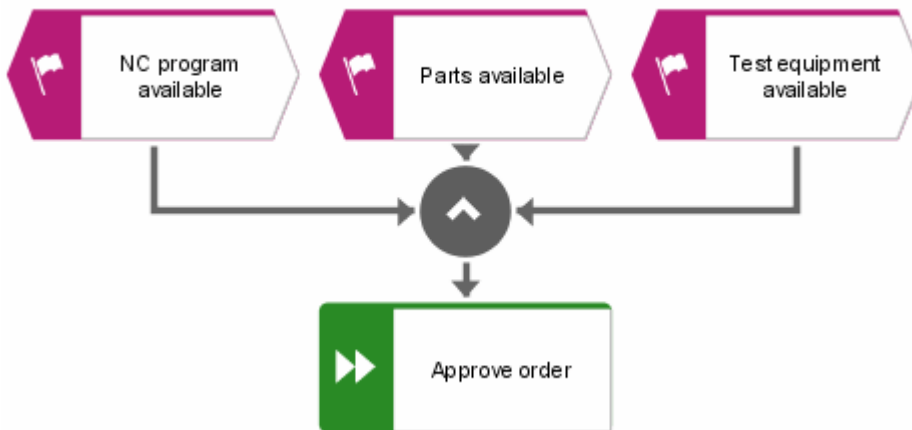 NC program
available
Parts available
Test equipment
available
Approve order